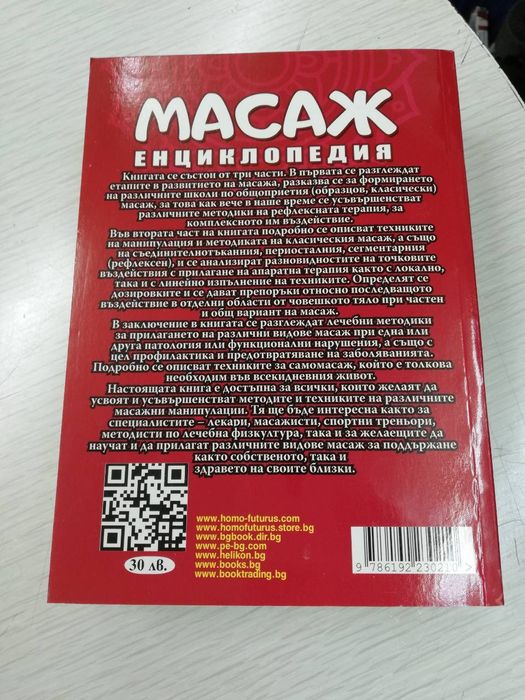 МАСАЖ
ЕНЦИКЛОПЕДИЯ
Книгата се състои от три части. В първата се разглеждат
етапите в развитието на масажа, разказва се за формирането
на различните школи по общоприетия (образцов, класически)
масаж, за това как вече в наше време се усъвършенстват
различните методики на рефлексната терапия, за
комплексното им въздействие.
Във втората част на книгата подробно се описват техниките
на манипулация и методиката на класическия масаж, а също
на съединителнотъканния, периосталния, сегментария
(рефлексен), и се анализират разновидностите на точковите
въздействия с прилагане на апаратна терапия както с локално,
така и с линейно изпълнение на техниките. Определят се
дозировките и се дават препоръки относно последващото
въздействие в отделни области от човешкото тяло при частен
и общ вариант на масаж.
В заключение в книгата се разглеждат лечебни методики
за прилагането на различни видове масаж при една или
друга патология или функционални нарушения, а също с
цел профилактика и предотвратяване на заболяванията.
Подробно се описват техниките за самомасаж, който е толкова
необходим във всекидневния живот.
Настоящата книга е достъпна за всички, които желаят да
усвоят и усъвършенстват методите и техниките на различните
масажни манипулации. Тя ще бъде интересна както за
специалистите – лекари, масажисти, спортни треньори,
методисти по лечебна физкултура, така и за желаещите да
научат и да прилагат различните видове масаж за поддържане
както собственото, така и
здравето на своите близки.
www.homo-futurus.com
www.homofuturus.store.bg
www.bgbook.dir.bg
www.pe-bg.com
www.helikon.bg
www.books.bg
www.booktrading.bg
30 лв.
9 786192 230210 >